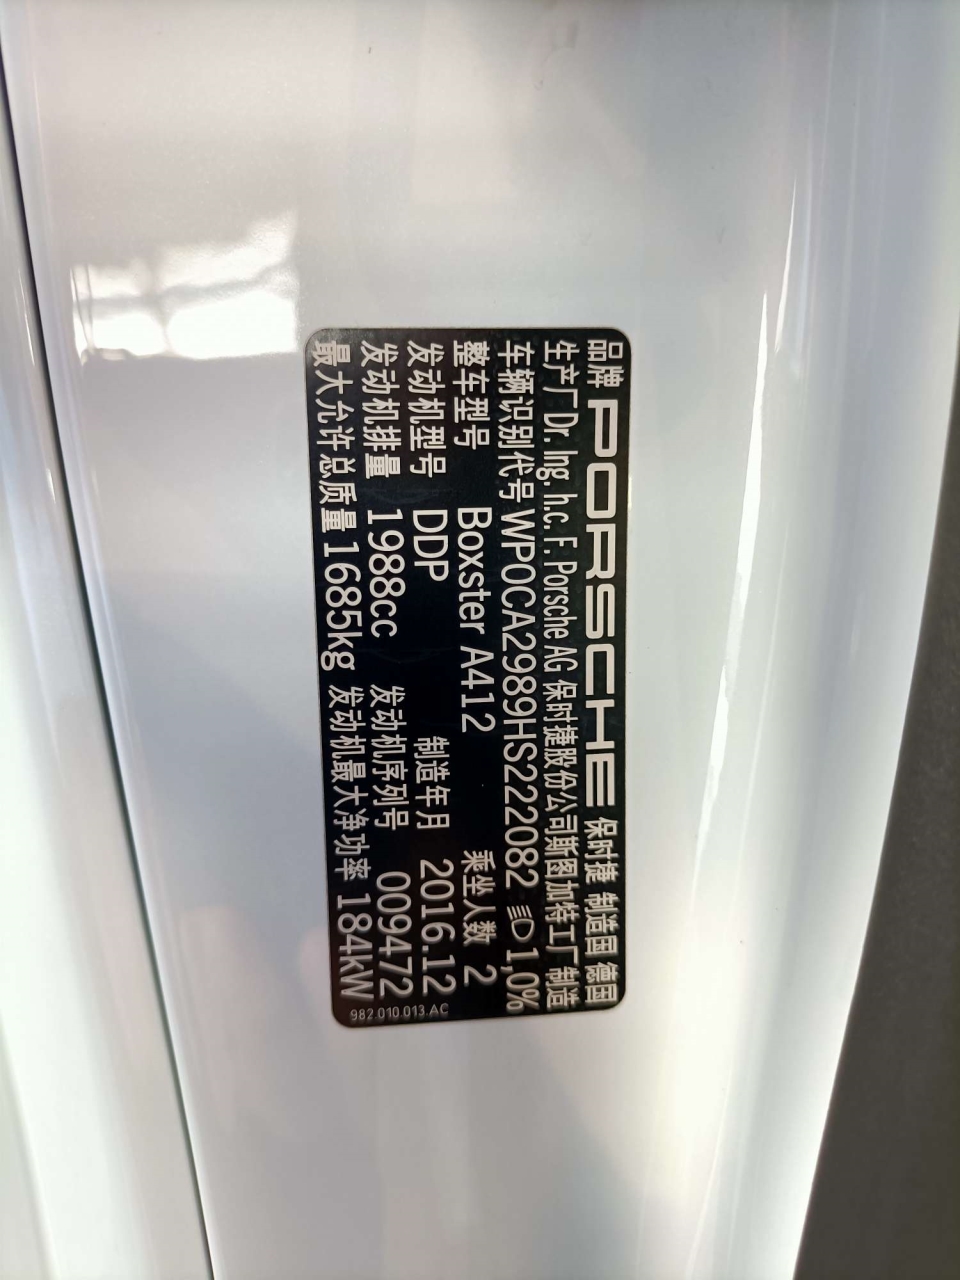 品牌 PORSCHE 保时捷 制造国 德国
生产厂Dr. Ing. h.c. F. Porsche AG 保时捷股份公司斯图加特工厂 制造
车辆识别代号 WP0CA2989HS222082 1,0%
整车型号 Boxster A412 乘坐人数 2
发动机型号 DDP 制造年月 2016.12
发动机排量 1988cc 发动机序列号 009472
最大允许总质量 1685kg 发动机最大净功率 184kW
982.010.013.AC